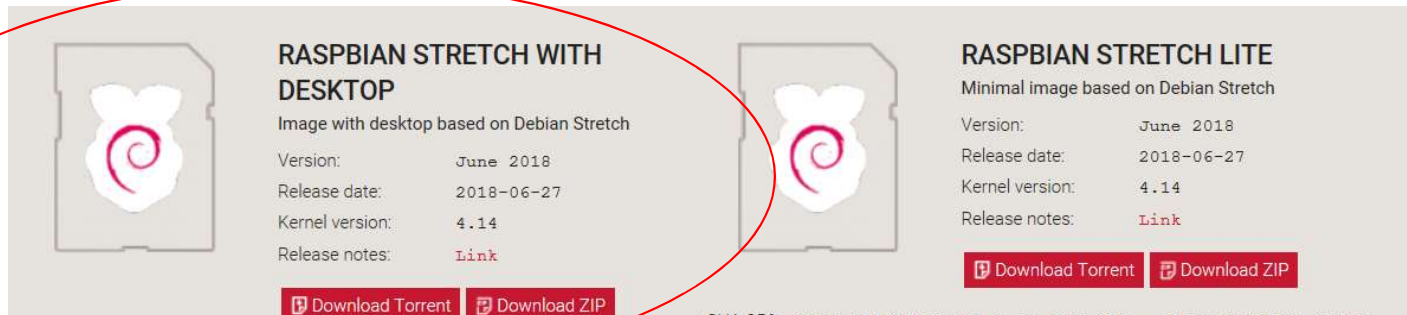 RASPBIAN STRETCH WITH
DESKTOP
Image with desktop based on Debian Stretch
Version: June 2018
Release date: 2018-06-27
Kernel version: 4.14
Release notes: Link
Download Torrent Download ZIP
RASPBIAN STRETCH LITE
Minimal image based on Debian Stretch
Version: June 2018
Release date: 2018-06-27
Kernel version: 4.14
Release notes: Link
Download Torrent Download ZIP